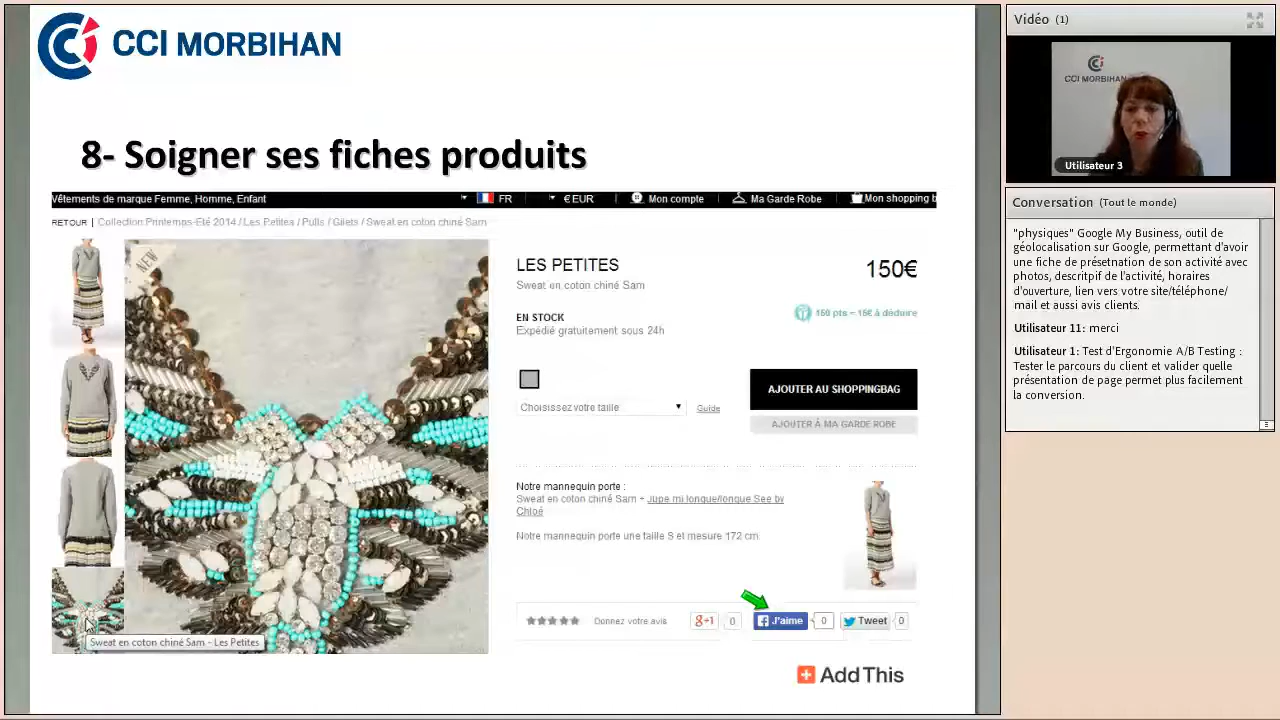 CCI MORBIHAN
8- Soigner ses fiches produits
Vêtements de marque Femme, Homme, Enfant
FR
€ EUR
Mon compte
Ma Garde Robe
Mon shopping b
RETOUR | Collection Printemps-Eté 2014 / Les Petites / Pulls / Gilets / Sweat en coton chiné Sam
NEW
LES PETITES
150€
Sweat en coton chiné Sam
EN STOCK
150 pts = 15€ à déduire
Expédié gratuitement sous 24h
AJOUTER AU SHOPPINGBAG
Choisissez votre taille
Guide
AJOUTER À MA GARDE ROBE
Notre mannequin porte :
Sweat en coton chiné Sam + Jupe mi longue/longue See by
Chloé
Notre mannequin porte une taille S et mesure 172 cm.
Donnez votre avis
g+1
0
J'aime
0
Tweet
0
Sweat en coton chiné Sam - Les Petites
AddThis
Vidéo (1)
CCI MORBIHAN
Utilisateur 3
Conversation (Tout le monde)
"physiques" Google My Business, outil de
géolocalisation sur Google, permettant d'avoir
une fiche de présetnation de son activité avec
photos, descritpif de l'activité, horaires
d'ouverture, lien vers votre site/téléphone/
mail et aussi avis clients.
Utilisateur 11: merci
Utilisateur 1: Test d'Ergonomie A/B Testing :
Tester le parcours du client et valider quelle
présentation de page permet plus facilement
la conversion.